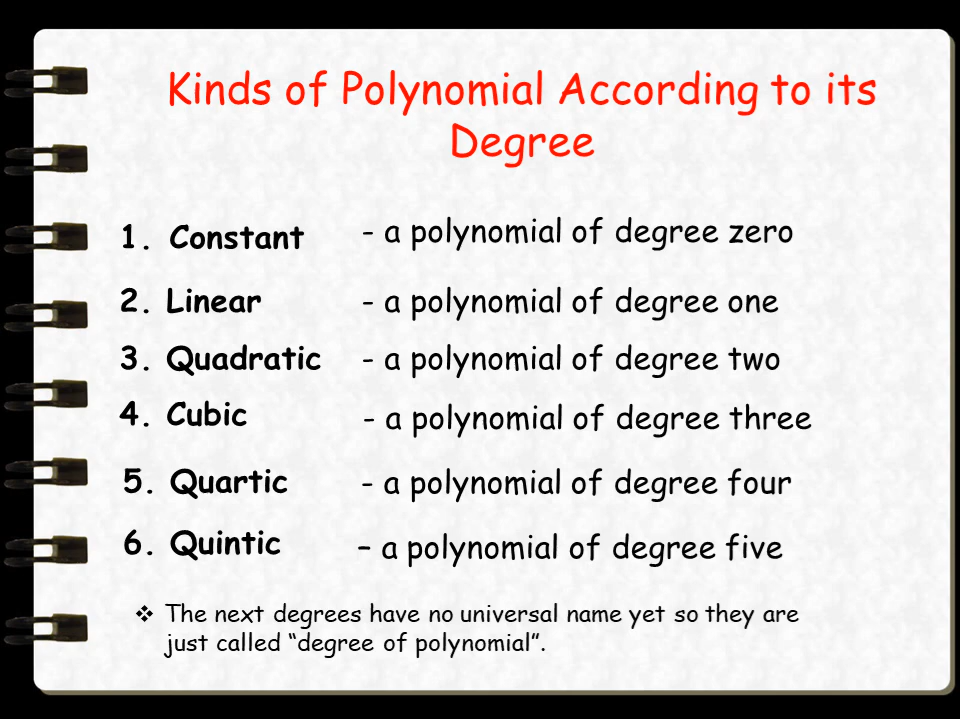 Kinds of Polynomial According to its
Degree
1. Constant - a polynomial of degree zero
2. Linear - a polynomial of degree one
3. Quadratic - a polynomial of degree two
4. Cubic - a polynomial of degree three
5. Quartic - a polynomial of degree four
6. Quintic – a polynomial of degree five
❖ The next degrees have no universal name yet so they are
just called “degree of polynomial”.